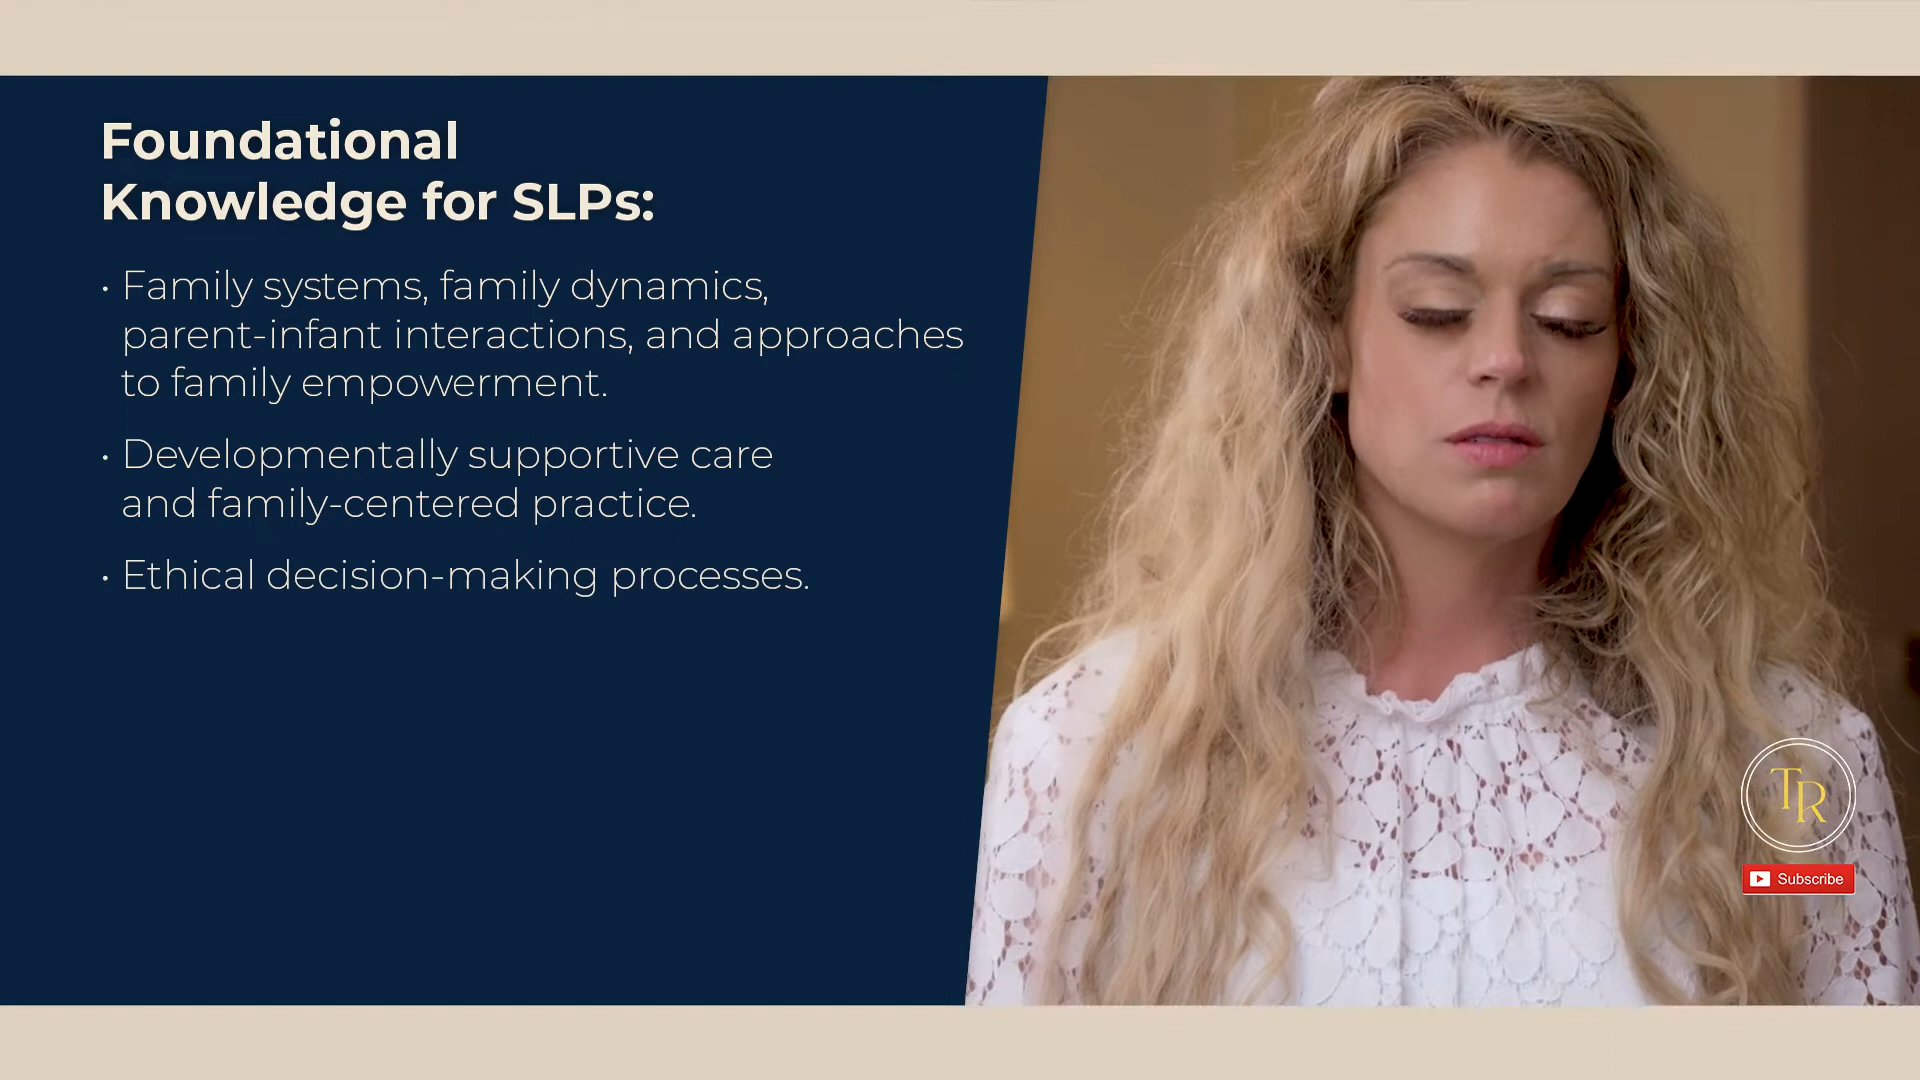 Foundational
Knowledge for SLPs:
· Family systems, family dynamics,
parent-infant interactions, and approaches
to family empowerment.
· Developmentally supportive care
and family-centered practice.
· Ethical decision-making processes.
TR
Subscribe